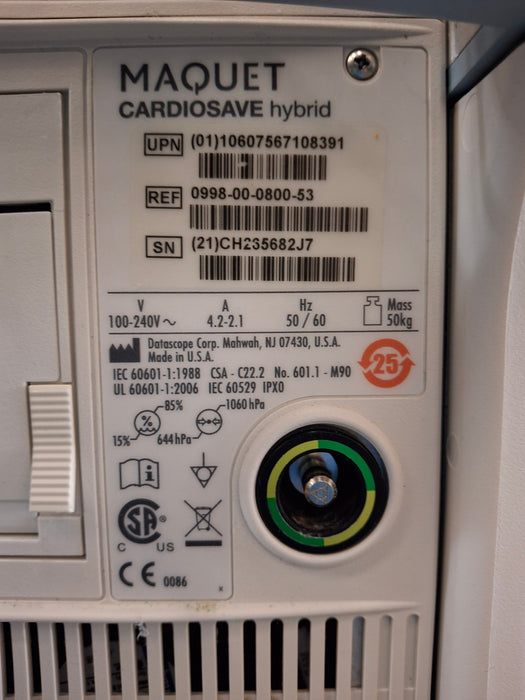 MAQUET
CARDIOSAVE hybrid
UPN (01)10607567108391
REF 0998-00-0800-53
SN (21)CH235682J7
V A Hz Mass
100-240V~ 4.2-2.1 50 / 60 50kg
Datascope Corp. Mahwah, NJ 07430, U.S.A.
Made in U.S.A.
IEC 60601-1:1988 CSA - C22.2 No. 601.1 - M90
UL 60601-1:2006 IEC 60529 IPX0
25
85% 1060 hPa
%
15% 644 hPa
i
CSA ®
C US
CE 0086